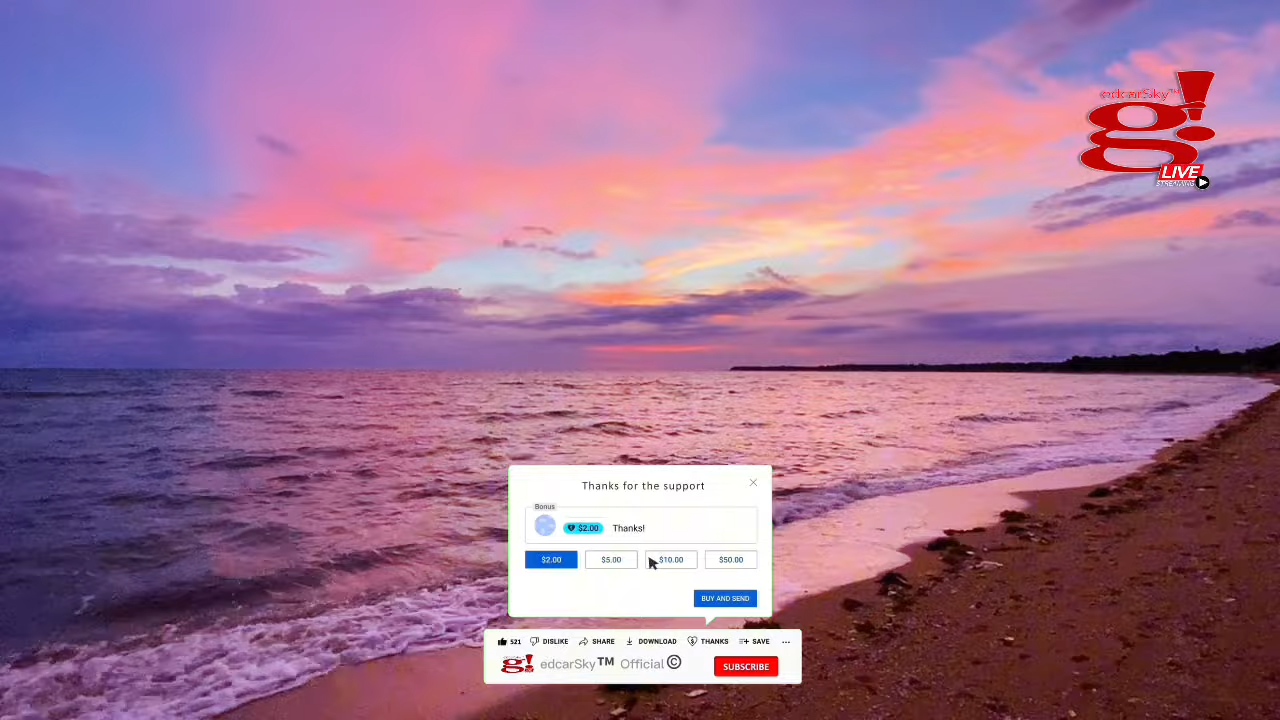 edcarSky™
g!
LIVE
STREAMING
Thanks for the support
Bonus
$2.00 Thanks!
$2.00 $5.00 $10.00 $50.00
BUY AND SEND
521 DISLIKE SHARE DOWNLOAD THANKS SAVE ...
g! edcarSky™ Official © SUBSCRIBE